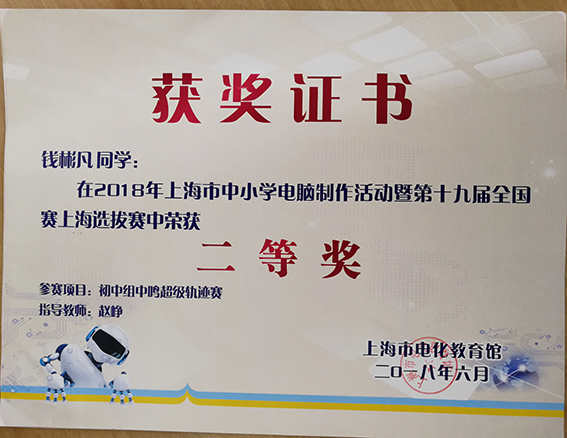 获奖证书
钱彬凡同学：
在2018年上海市中小学电脑制作活动暨第十九届全国
赛上海选拔赛中荣获
二等奖
参赛项目：初中组中鸣超级轨迹赛
指导教师：赵峥
上海市电化教育馆
二〇一八年六月